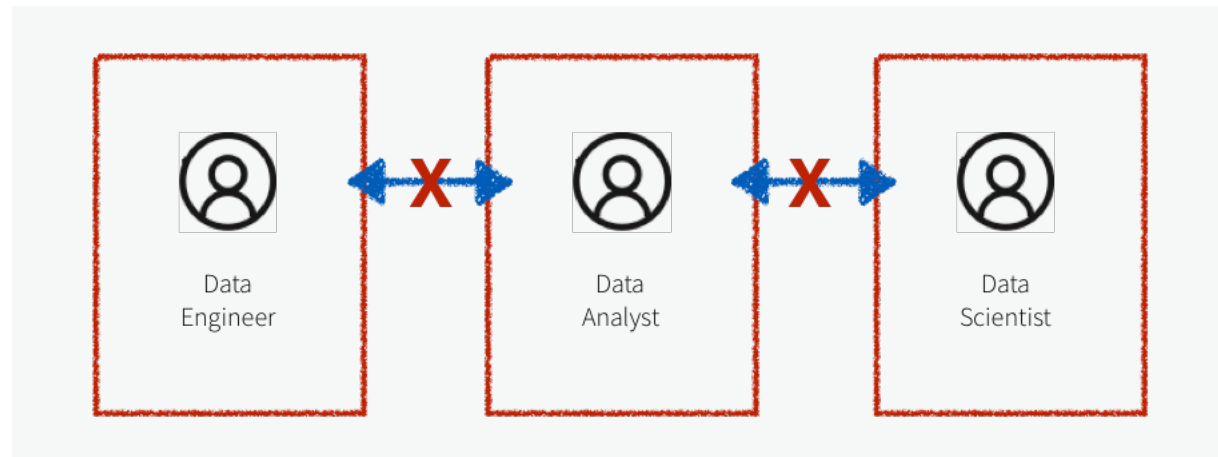 X
X
Data
Engineer
Data
Analyst
Data
Scientist